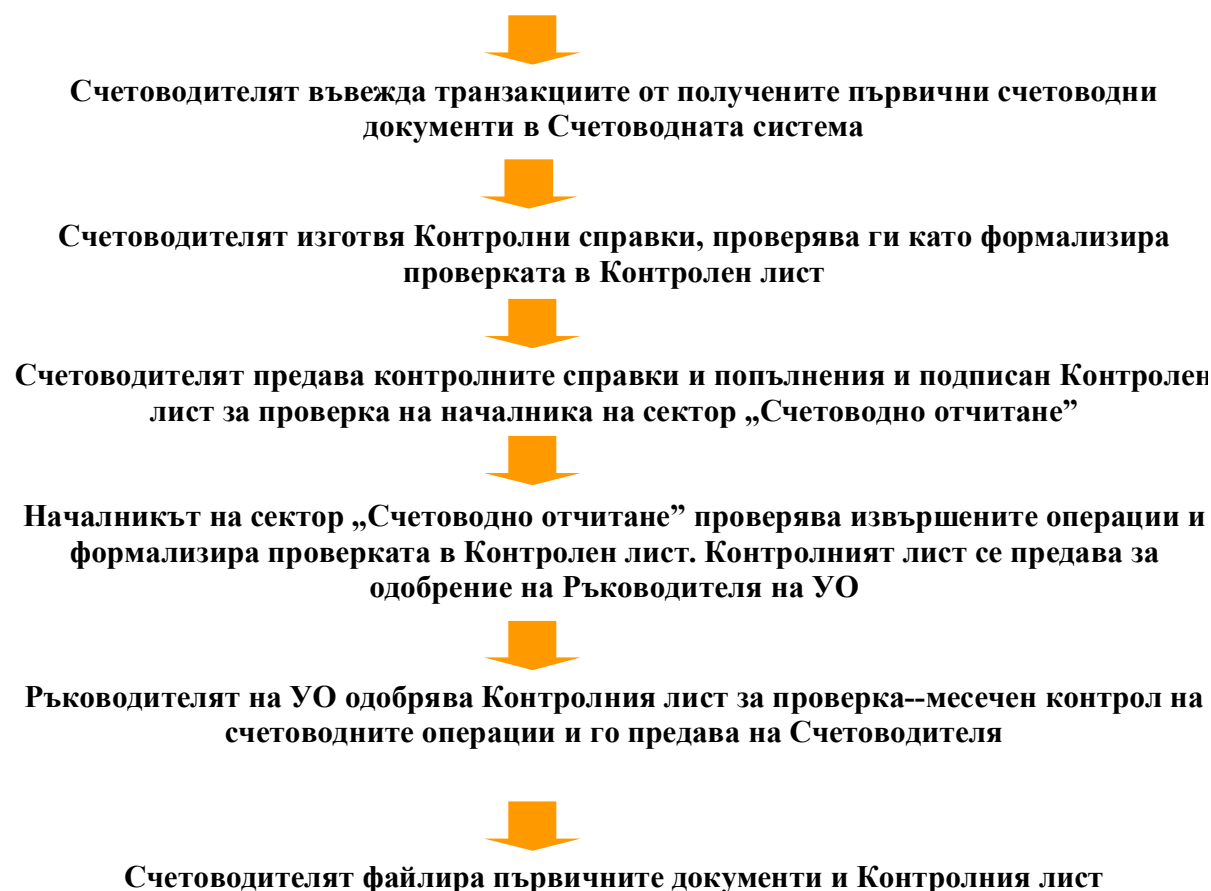 Счетоводителят въвежда транзакциите от получените първични счетоводни
документи в Счетоводната система
Счетоводителят изготвя Контролни справки, проверява ги като формализира
проверката в Контролен лист
Счетоводителят предава контролните справки и попълнения и подписан Контролен
лист за проверка на началника на сектор „Счетоводно отчитане”
Началникът на сектор „Счетоводно отчитане” проверява извършените операции и
формализира проверката в Контролен лист. Контролният лист се предава за
одобрение на Ръководителя на УО
Ръководителят на УО одобрява Контролния лист за проверка--месечен контрол на
счетоводните операции и го предава на Счетоводителя
Счетоводителят файлира първичните документи и Контролния лист